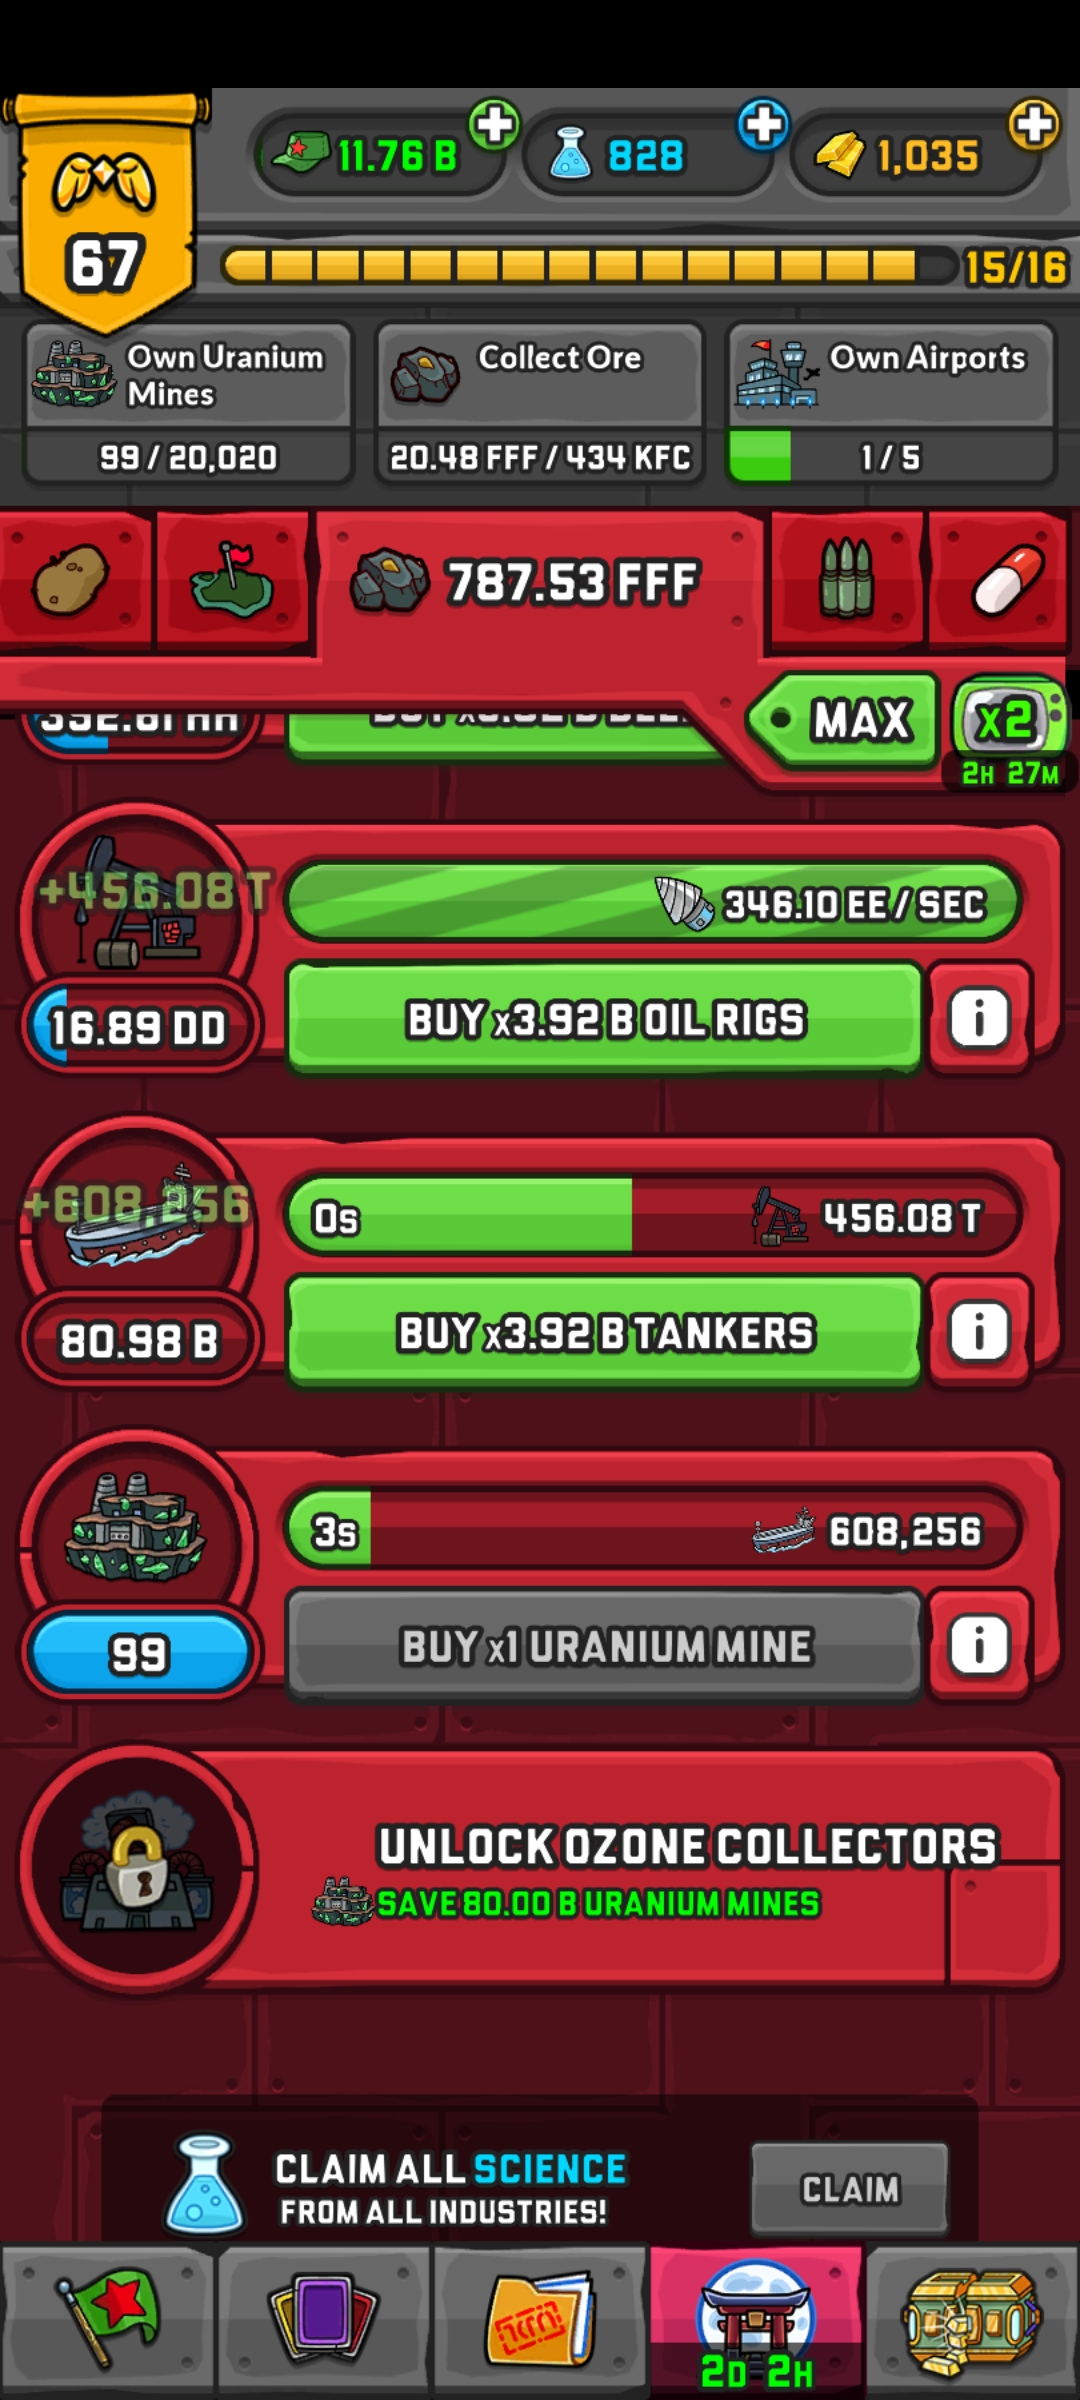 11.76 B
828
1,035
67
15/16
Own Uranium
Mines
99 / 20,020
Collect Ore
20.48 FFF / 434 KFC
Own Airports
1 / 5
787.53 FFF
MAX
x2
2H 27M
+456.08 T
346.10 EE / SEC
16.89 DD
BUY x3.92 B OIL RIGS
i
+608,256
0s
456.08 T
80.98 B
BUY x3.92 B TANKERS
i
3s
608,256
99
BUY x1 URANIUM MINE
i
UNLOCK OZONE COLLECTORS
SAVE 80.00 B URANIUM MINES
CLAIM ALL SCIENCE
FROM ALL INDUSTRIES!
CLAIM
2D 2H